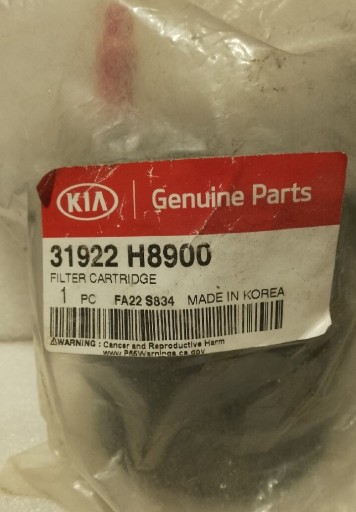 KIA Genuine Parts
31922 H8900
FILTER CARTRIDGE
1 PC FA22 S834 MADE IN KOREA
⚠WARNING : Cancer and Reproductive Harm
www.P65Warnings.ca.gov